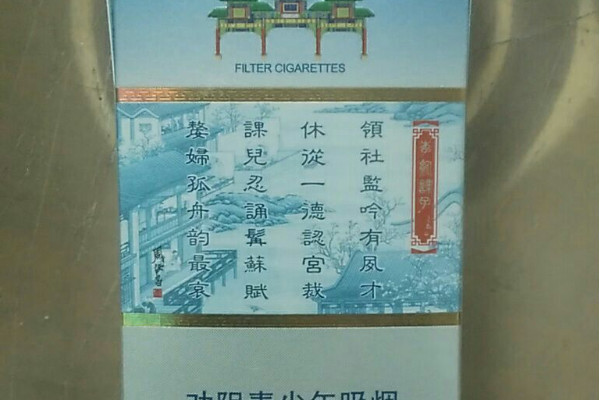 FILTER CIGARETTES
領社監吟有夙才
休從一德認宮裁
課兒忍誦髯蘇賦
嫠婦孤舟韵最哀
劝阻青少年吸烟